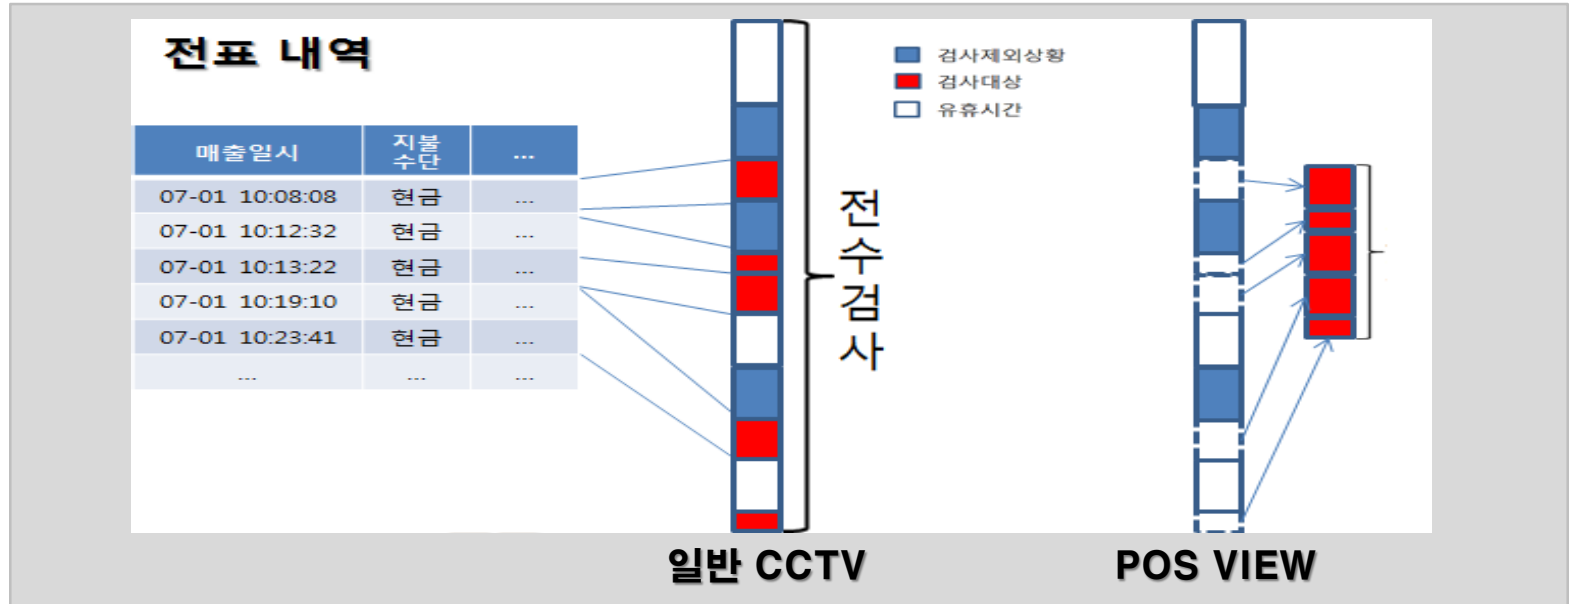 전표 내역
검사제외상황
검사대상
유휴시간
매출일시 지불수단 ...
07-01 10:08:08 현금 ...
07-01 10:12:32 현금 ...
07-01 10:13:22 현금 ...
07-01 10:19:10 현금 ...
07-01 10:23:41 현금 ...
... ... ...
전수검사
일반 CCTV
POS VIEW